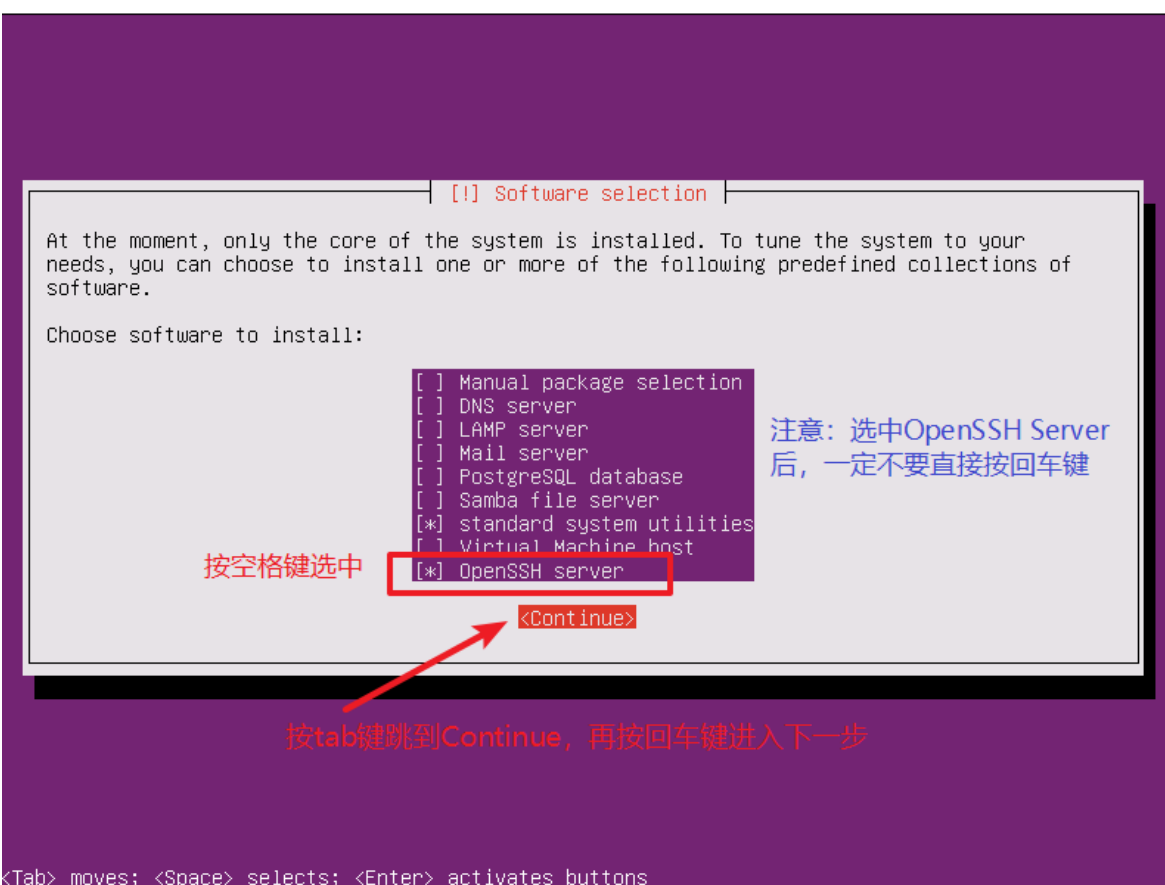 [!] Software selection
At the moment, only the core of the system is installed. To tune the system to your
needs, you can choose to install one or more of the following predefined collections of
software.
Choose software to install:
[ ] Manual package selection
[ ] DNS server
[ ] LAMP server
[ ] Mail server
[ ] PostgreSQL database
[ ] Samba file server
[*] standard system utilities
[ ] Virtual Machine host
[*] OpenSSH server
注意：选中OpenSSH Server
后，一定不要直接按回车键
按空格键选中
<Continue>
按tab键跳到Continue，再按回车键进入下一步
<Tab> moves; <Space> selects; <Enter> activates buttons